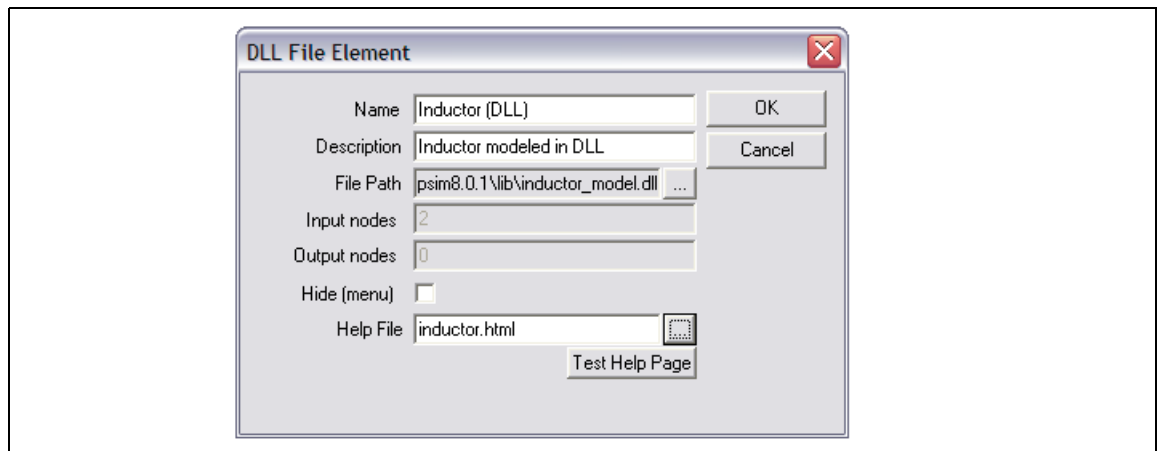 DLL File Element
Name Inductor (DLL) OK
Description Inductor modeled in DLL Cancel
File Path psim8.0.1\lib\inductor_model.dll ...
Input nodes 2
Output nodes 0
Hide (menu)
Help File inductor.html ...
Test Help Page